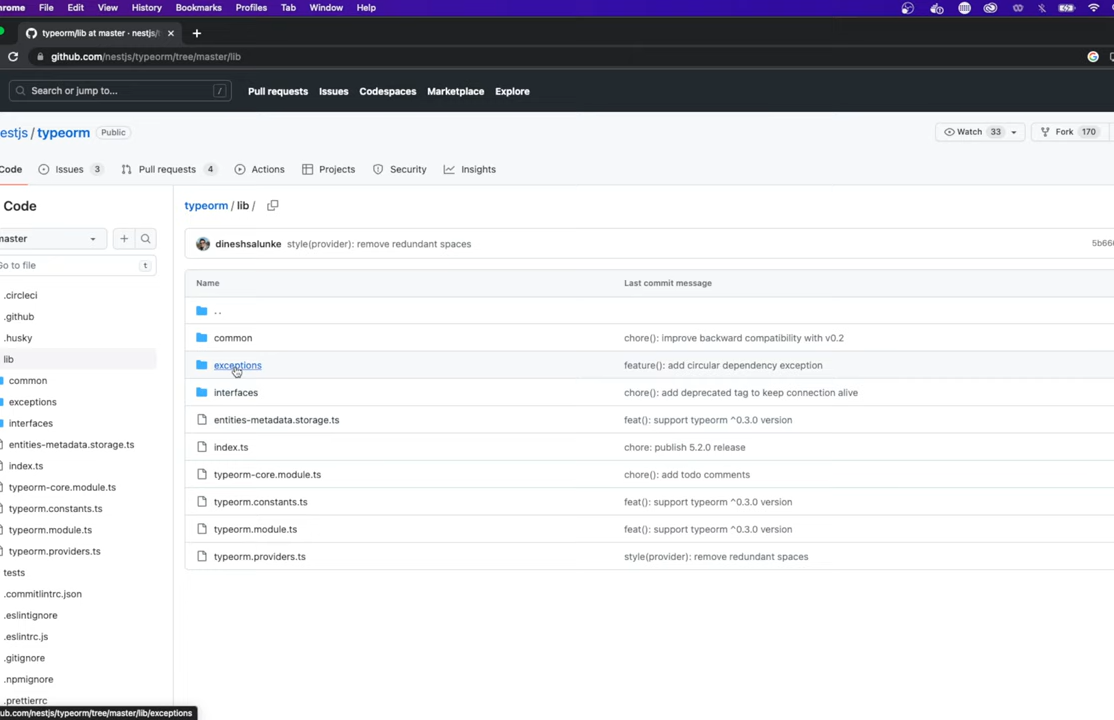 hrome File Edit View History Bookmarks Profiles Tab Window Help
typeorm/lib at master · nestjs/t
github.com/nestjs/typeorm/tree/master/lib
Search or jump to... / Pull requests Issues Codespaces Marketplace Explore
estjs / typeorm Public Watch 33 Fork 170
Code Issues 3 Pull requests 4 Actions Projects Security Insights
Code
typeorm / lib /
master
dineshsalunke style(provider): remove redundant spaces 5b66
Go to file t
Name Last commit message
.circleci
..
.github
.husky
common chore(): improve backward compatibility with v0.2
lib
exceptions feature(): add circular dependency exception
common
interfaces chore(): add deprecated tag to keep connection alive
exceptions
entities-metadata.storage.ts feat(): support typeorm ^0.3.0 version
interfaces
entities-metadata.storage.ts
index.ts chore: publish 5.2.0 release
index.ts
typeorm-core.module.ts chore(): add todo comments
typeorm-core.module.ts
typeorm.constants.ts feat(): support typeorm ^0.3.0 version
typeorm.constants.ts
typeorm.module.ts feat(): support typeorm ^0.3.0 version
typeorm.module.ts
typeorm.providers.ts style(provider): remove redundant spaces
typeorm.providers.ts
tests
.commitlintrc.json
.eslintignore
.eslintrc.js
.gitignore
.npmignore
.prettierrc
ub.com/nestjs/typeorm/tree/master/lib/exceptions